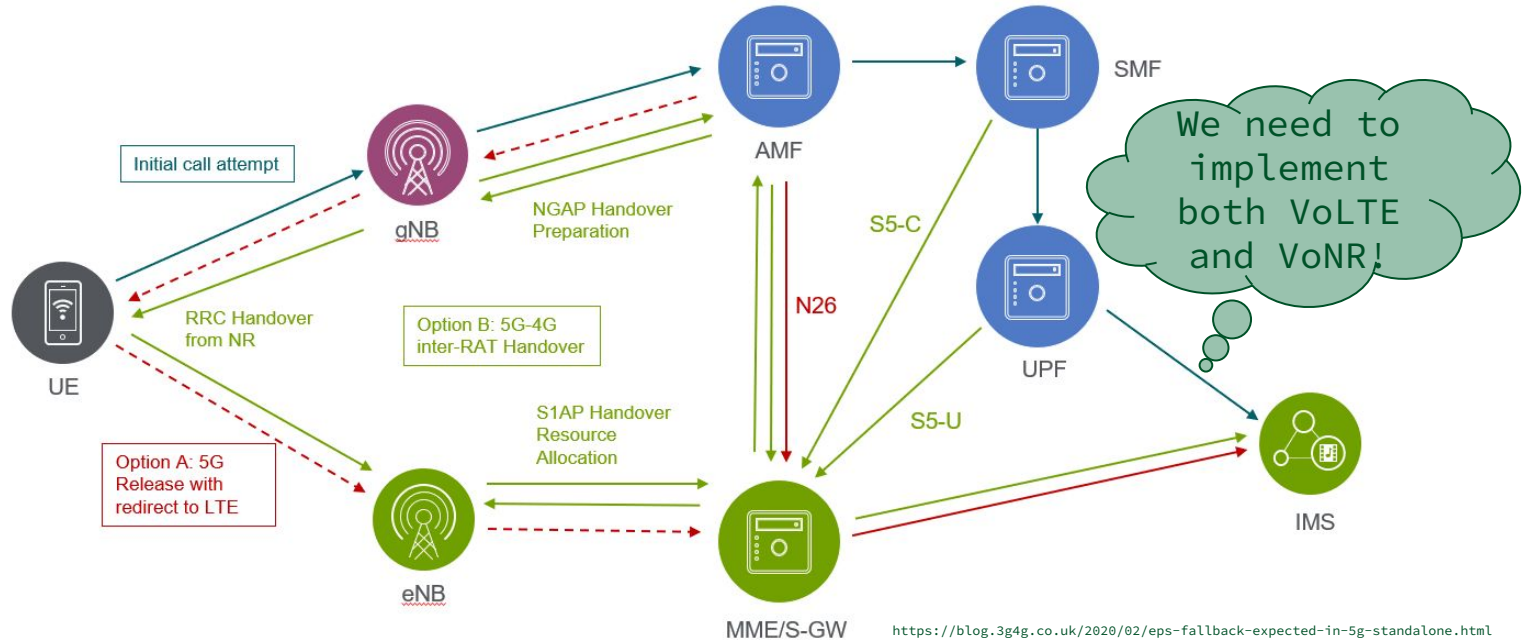 SMF
We need to
implement
both VoLTE
and VoNR!
AMF
Initial call attempt
gNB
NGAP Handover
Preparation
S5-C
N26
RRC Handover
from NR
Option B: 5G-4G
inter-RAT Handover
UE
UPF
S5-U
S1AP Handover
Resource
Allocation
Option A: 5G
Release with
redirect to LTE
IMS
eNB
MME/S-GW
https://blog.3g4g.co.uk/2020/02/eps-fallback-expected-in-5g-standalone.html